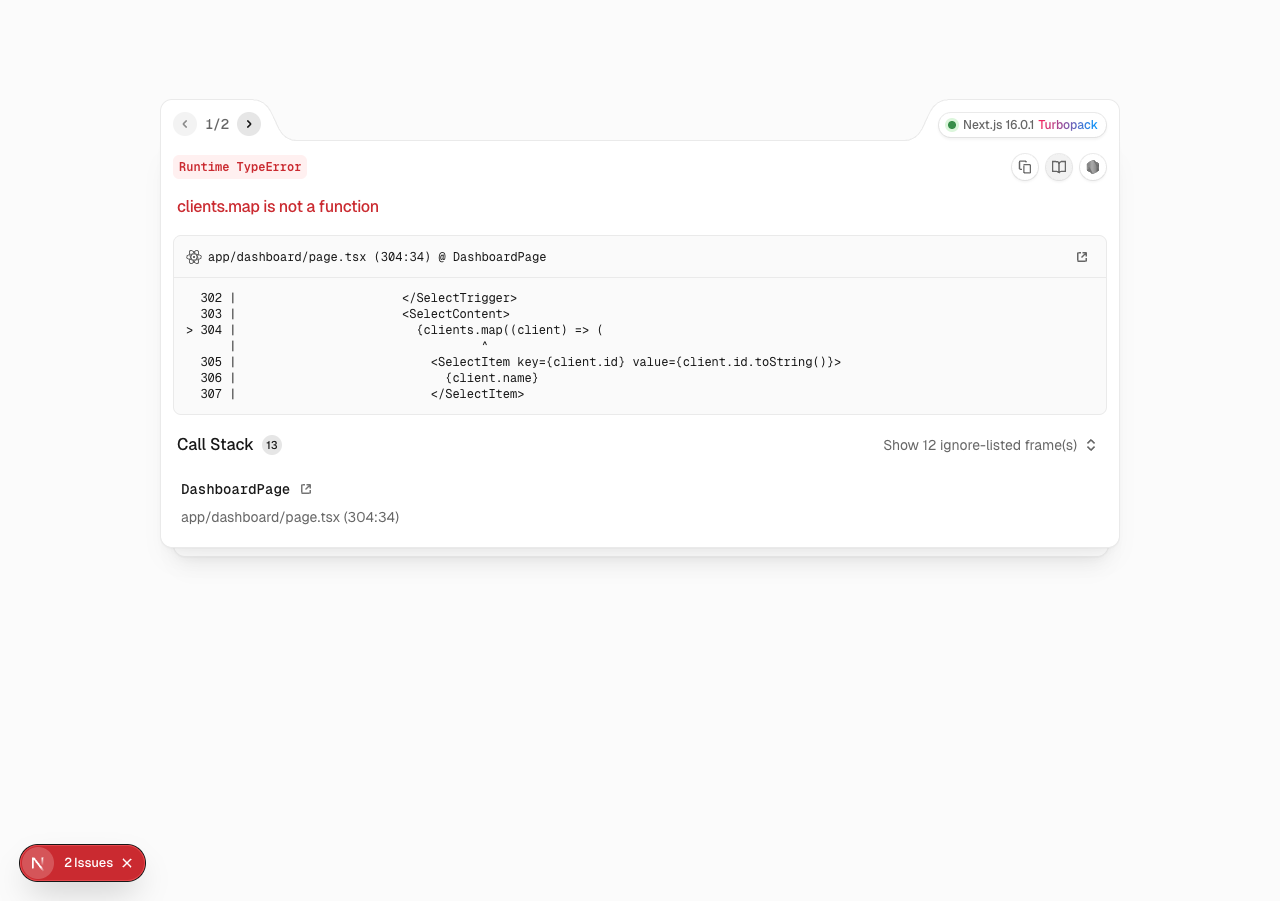 1/2
Next.js 16.0.1 Turbopack
Runtime TypeError
clients.map is not a function
app/dashboard/page.tsx (304:34) @ DashboardPage
  302 |                       </SelectTrigger>
  303 |                       <SelectContent>
> 304 |                         {clients.map((client) => (
      |                                  ^
  305 |                           <SelectItem key={client.id} value={client.id.toString()}>
  306 |                             {client.name}
  307 |                           </SelectItem>
Call Stack 13
Show 12 ignore-listed frame(s)
DashboardPage
app/dashboard/page.tsx (304:34)
N 2 Issues